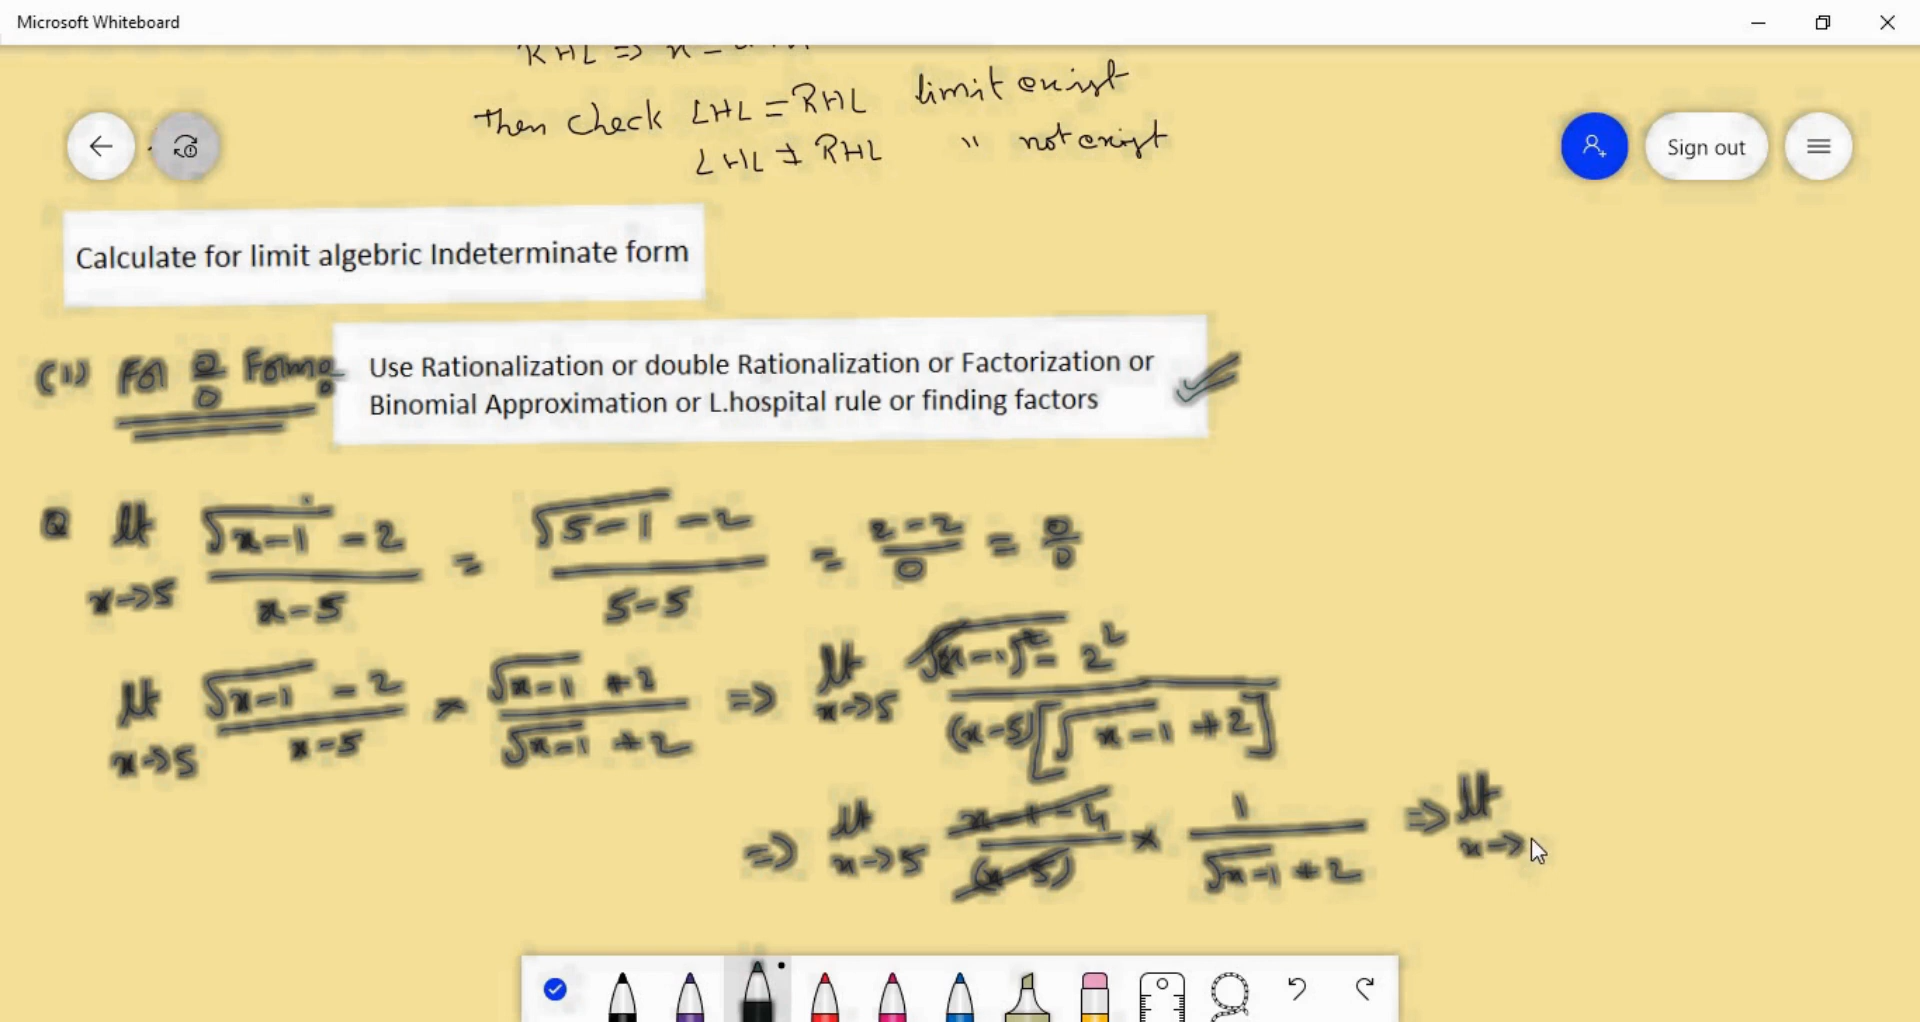 Microsoft Whiteboard
RHL => x =
then check LHL = RHL limit exist
LHL ≠ RHL " not exist
Sign out
Calculate for limit algebric Indeterminate form
(1) For 0/0 Form
Use Rationalization or double Rationalization or Factorization or
Binomial Approximation or L.hospital rule or finding factors
Q lt x->5 (√(x-1) - 2)/(x-5) = (√(5-1) - 2)/(5-5) = (2-2)/0 = 0/0
lt x->5 (√(x-1) - 2)/(x-5) × (√(x-1) + 2)/(√(x-1) + 2) => lt x->5 (√(x-1)² - 2²)/((x-5)[√(x-1) + 2])
=> lt x->5 (x-1-4)/(x-5) × 1/(√(x-1) + 2) => lt x->